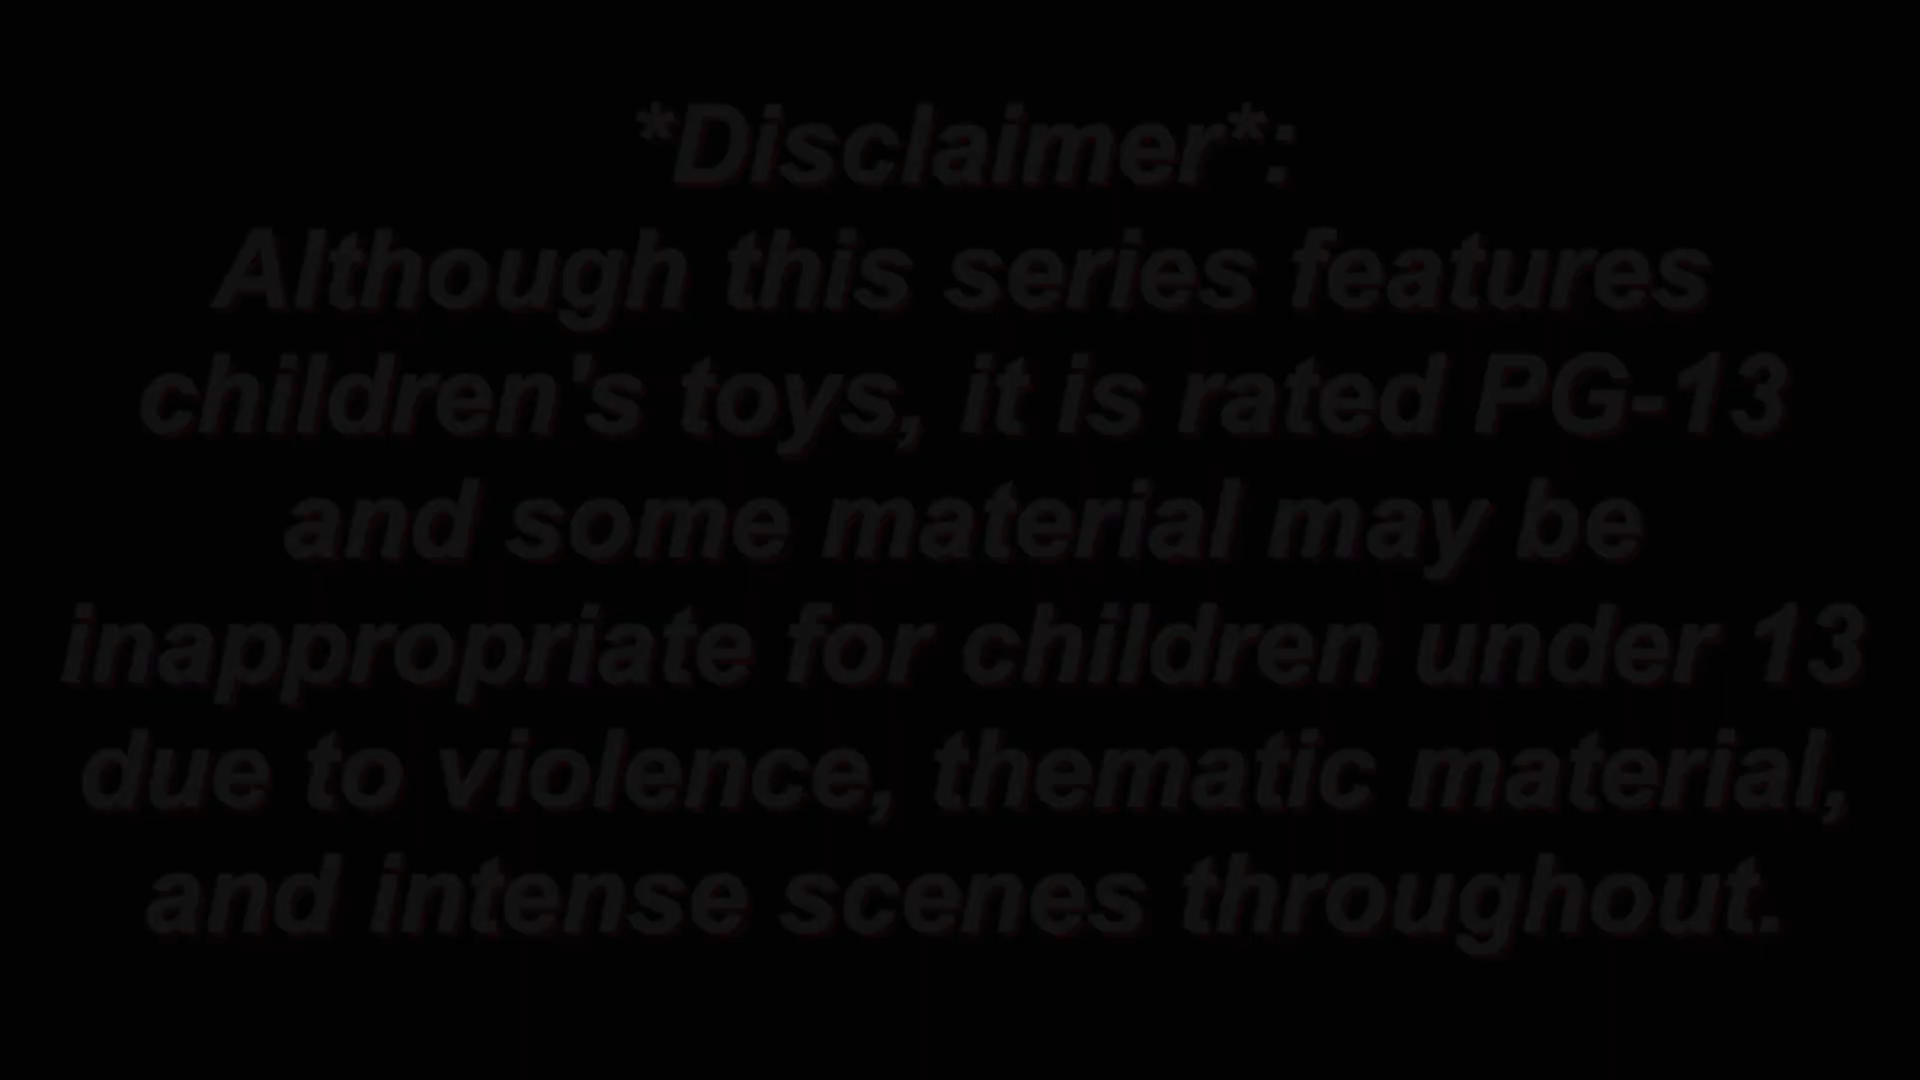 *Disclaimer*:
Although this series features
children's toys, it is rated PG-13
and some material may be
inappropriate for children under 13
due to violence, thematic material,
and intense scenes throughout.